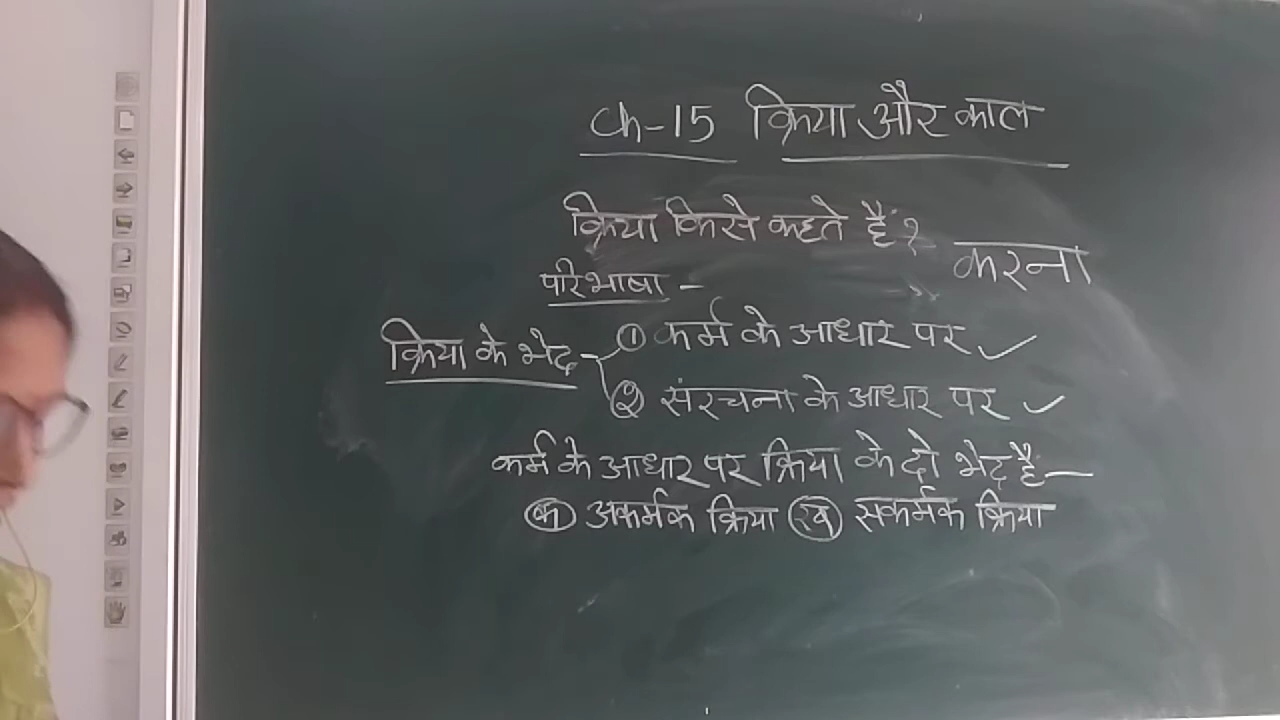 Ch-15 क्रिया और काल
क्रिया किसे कहते हैं?
करना
परिभाषा -
क्रिया के भेद - ① कर्म के आधार पर ✓
② संरचना के आधार पर ✓
कर्म के आधार पर क्रिया के दो भेद है -
(क) अकर्मक क्रिया (ख) सकर्मक क्रिया